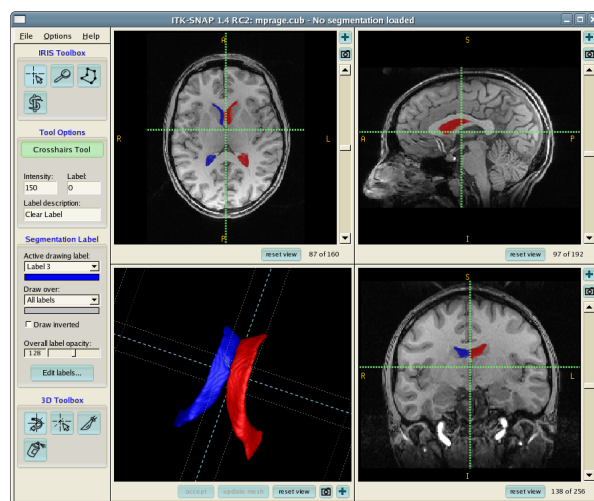 ITK-SNAP 1.4 RC2: mprage.cub - No segmentation loaded
File Options Help
IRIS Toolbox
Tool Options
Crosshairs Tool
Intensity: Label:
150 0
Label description:
Clear Label
Segmentation Label
Active drawing label:
Label 3
Draw over:
All labels
Draw inverted
Overall label opacity:
128
Edit labels...
3D Toolbox
A
R L
P
reset view 87 of 160
S
A P
I
reset view 97 of 192
accept update mesh reset view
S
R L
I
reset view 138 of 256